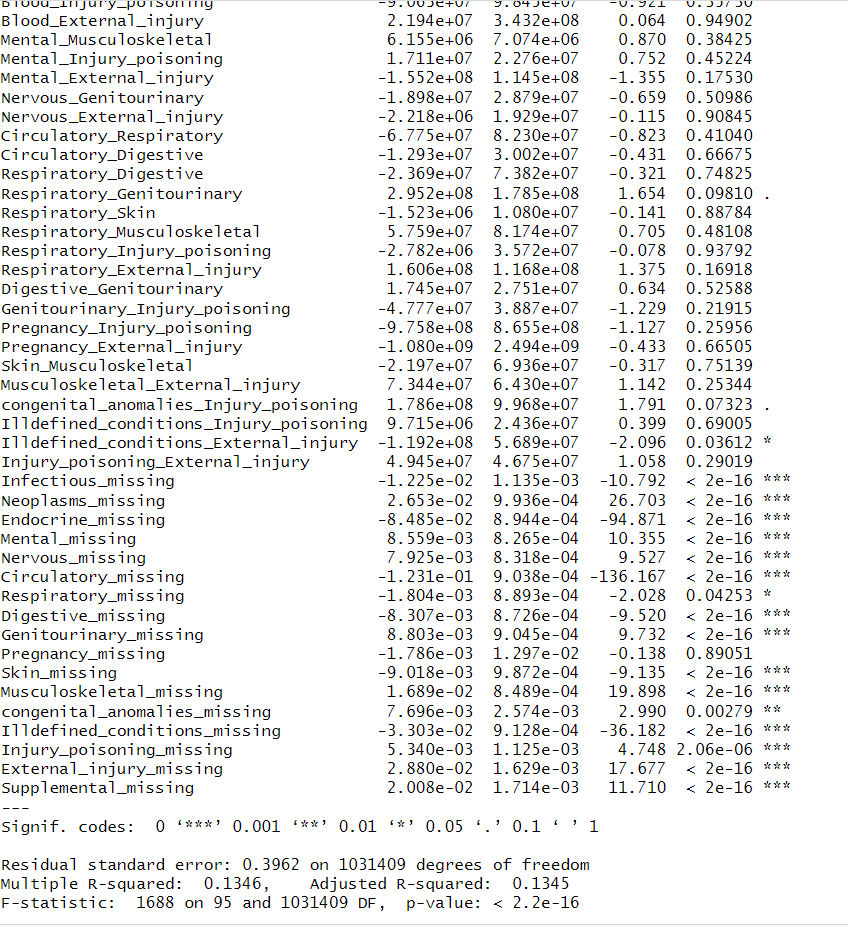 Blood_Injury_poisoning -9.065e+07 9.845e+07 -0.921 0.35730
Blood_External_injury 2.194e+07 3.432e+08 0.064 0.94902
Mental_Musculoskeletal 6.155e+06 7.074e+06 0.870 0.38425
Mental_Injury_poisoning 1.711e+07 2.276e+07 0.752 0.45224
Mental_External_injury -1.552e+08 1.145e+08 -1.355 0.17530
Nervous_Genitourinary -1.898e+07 2.879e+07 -0.659 0.50986
Nervous_External_injury -2.218e+06 1.929e+07 -0.115 0.90845
Circulatory_Respiratory -6.775e+07 8.230e+07 -0.823 0.41040
Circulatory_Digestive -1.293e+07 3.002e+07 -0.431 0.66675
Respiratory_Digestive -2.369e+07 7.382e+07 -0.321 0.74825
Respiratory_Genitourinary 2.952e+08 1.785e+08 1.654 0.09810 .
Respiratory_Skin -1.523e+06 1.080e+07 -0.141 0.88784
Respiratory_Musculoskeletal 5.759e+07 8.174e+07 0.705 0.48108
Respiratory_Injury_poisoning -2.782e+06 3.572e+07 -0.078 0.93792
Respiratory_External_injury 1.606e+08 1.168e+08 1.375 0.16918
Digestive_Genitourinary 1.745e+07 2.751e+07 0.634 0.52588
Genitourinary_Injury_poisoning -4.777e+07 3.887e+07 -1.229 0.21915
Pregnancy_Injury_poisoning -9.758e+08 8.655e+08 -1.127 0.25956
Pregnancy_External_injury -1.080e+09 2.494e+09 -0.433 0.66505
Skin_Musculoskeletal -2.197e+07 6.936e+07 -0.317 0.75139
Musculoskeletal_External_injury 7.344e+07 6.430e+07 1.142 0.25344
congenital_anomalies_Injury_poisoning 1.786e+08 9.968e+07 1.791 0.07323 .
Illdefined_conditions_Injury_poisoning 9.715e+06 2.436e+07 0.399 0.69005
Illdefined_conditions_External_injury -1.192e+08 5.689e+07 -2.096 0.03612 *
Injury_poisoning_External_injury 4.945e+07 4.675e+07 1.058 0.29019
Infectious_missing -1.225e-02 1.135e-03 -10.792 < 2e-16 ***
Neoplasms_missing 2.653e-02 9.936e-04 26.703 < 2e-16 ***
Endocrine_missing -8.485e-02 8.944e-04 -94.871 < 2e-16 ***
Mental_missing 8.559e-03 8.265e-04 10.355 < 2e-16 ***
Nervous_missing 7.925e-03 8.318e-04 9.527 < 2e-16 ***
Circulatory_missing -1.231e-01 9.038e-04 -136.167 < 2e-16 ***
Respiratory_missing -1.804e-03 8.893e-04 -2.028 0.04253 *
Digestive_missing -8.307e-03 8.726e-04 -9.520 < 2e-16 ***
Genitourinary_missing 8.803e-03 9.045e-04 9.732 < 2e-16 ***
Pregnancy_missing -1.786e-03 1.297e-02 -0.138 0.89051
Skin_missing -9.018e-03 9.872e-04 -9.135 < 2e-16 ***
Musculoskeletal_missing 1.689e-02 8.489e-04 19.898 < 2e-16 ***
congenital_anomalies_missing 7.696e-03 2.574e-03 2.990 0.00279 **
Illdefined_conditions_missing -3.303e-02 9.128e-04 -36.182 < 2e-16 ***
Injury_poisoning_missing 5.340e-03 1.125e-03 4.748 2.06e-06 ***
External_injury_missing 2.880e-02 1.629e-03 17.677 < 2e-16 ***
Supplemental_missing 2.008e-02 1.714e-03 11.710 < 2e-16 ***
---
Signif. codes: 0 ‘***’ 0.001 ‘**’ 0.01 ‘*’ 0.05 ‘.’ 0.1 ‘ ’ 1
Residual standard error: 0.3962 on 1031409 degrees of freedom
Multiple R-squared: 0.1346, Adjusted R-squared: 0.1345
F-statistic: 1688 on 95 and 1031409 DF, p-value: < 2.2e-16